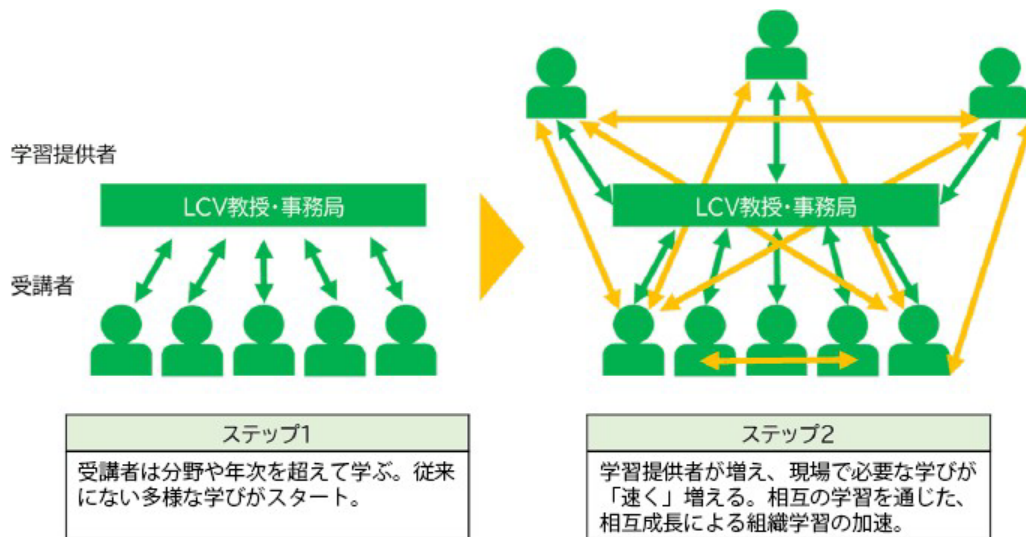 学習提供者
LCV教授・事務局
受講者
LCV教授・事務局
ステップ1
受講者は分野や年次を超えて学ぶ。従来
にない多様な学びがスタート。
ステップ2
学習提供者が増え、現場で必要な学びが
「速く」増える。相互の学習を通じた、
相互成長による組織学習の加速。